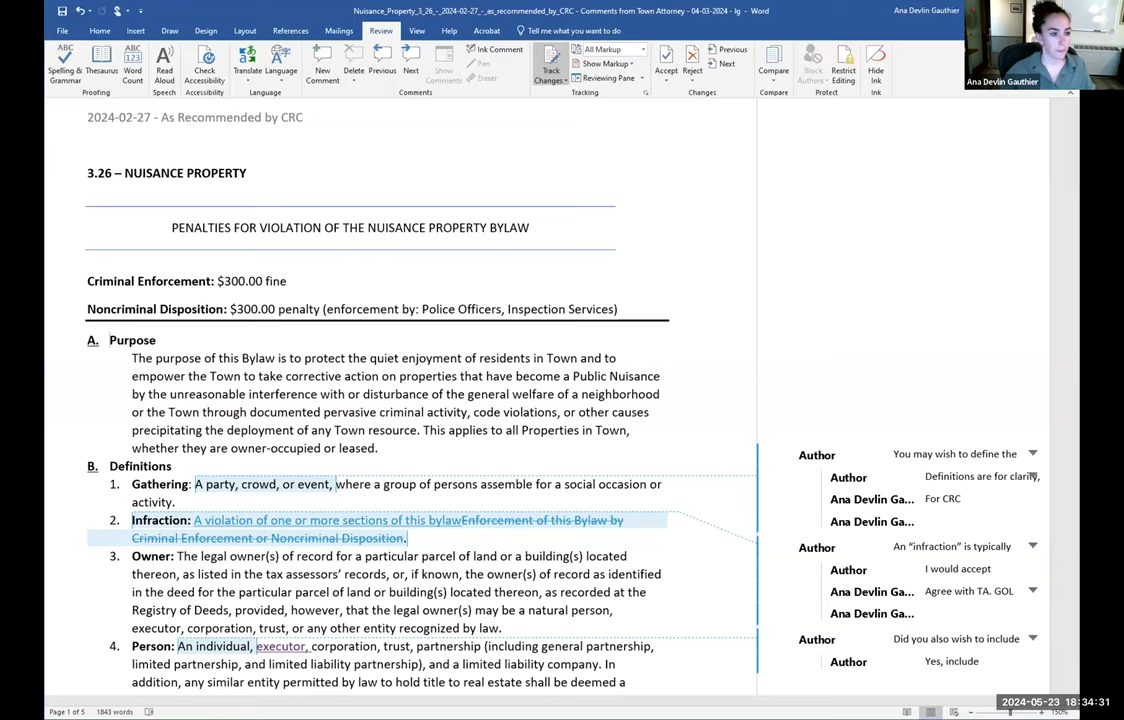 Nuisance_Property_3_26_-_2024-02-27_-_as_recommended_by_CRC - Comments from Town Attorney - 04-03-2024 - lg - Word
Ana Devlin Gauthier
File Home Insert Draw Design Layout References Mailings Review View Help Acrobat Tell me what you want to do
Spelling & Grammar
Thesaurus
Word Count
Read Aloud
Check Accessibility
Translate
Language
New Comment
Delete
Previous
Next
Show Comments
Ink Comment
Pen
Eraser
Track Changes
All Markup
Show Markup
Reviewing Pane
Accept
Reject
Previous
Next
Compare
Block Authors
Restrict Editing
Hide Ink
Proofing Speech Accessibility Language Comments Tracking Changes Compare Protect Ink
Ana Devlin Gauthier
2024-02-27 - As Recommended by CRC
3.26 – NUISANCE PROPERTY
PENALTIES FOR VIOLATION OF THE NUISANCE PROPERTY BYLAW
Criminal Enforcement: $300.00 fine
Noncriminal Disposition: $300.00 penalty (enforcement by: Police Officers, Inspection Services)
A. Purpose
The purpose of this Bylaw is to protect the quiet enjoyment of residents in Town and to
empower the Town to take corrective action on properties that have become a Public Nuisance
by the unreasonable interference with or disturbance of the general welfare of a neighborhood
or the Town through documented pervasive criminal activity, code violations, or other causes
precipitating the deployment of any Town resource. This applies to all Properties in Town,
whether they are owner-occupied or leased.
B. Definitions
1. Gathering: A party, crowd, or event, where a group of persons assemble for a social occasion or
activity.
2. Infraction: A violation of one or more sections of this bylawEnforcement of this Bylaw by
Criminal Enforcement or Noncriminal Disposition.
3. Owner: The legal owner(s) of record for a particular parcel of land or a building(s) located
thereon, as listed in the tax assessors’ records, or, if known, the owner(s) of record as identified
in the deed for the particular parcel of land or building(s) located thereon, as recorded at the
Registry of Deeds, provided, however, that the legal owner(s) may be a natural person,
executor, corporation, trust, or any other entity recognized by law.
4. Person: An individual, executor, corporation, trust, partnership (including general partnership,
limited partnership, and limited liability partnership), and a limited liability company. In
addition, any similar entity permitted by law to hold title to real estate shall be deemed a
Author You may wish to define the
Author Definitions are for clarity,
Ana Devlin Ga... For CRC
Ana Devlin Ga...
Author An “infraction” is typically
Author I would accept
Ana Devlin Ga... Agree with TA. GOL
Ana Devlin Ga...
Author Did you also wish to include
Author Yes, include
Page 1 of 5 1843 words
2024-05-23 18:34:31
150%